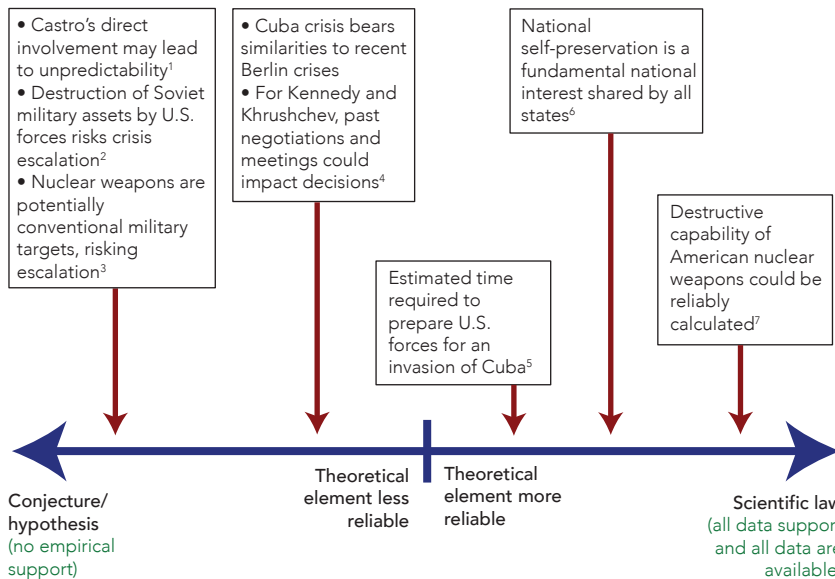 • Castro’s direct
involvement may lead
to unpredictability¹
• Destruction of Soviet
military assets by U.S.
forces risks crisis
escalation²
• Nuclear weapons are
potentially
conventional military
targets, risking
escalation³
• Cuba crisis bears
similarities to recent
Berlin crises
• For Kennedy and
Khrushchev, past
negotiations and
meetings could
impact decisions⁴
Estimated time
required to
prepare U.S.
forces for an
invasion of Cuba⁵
National
self-preservation is a
fundamental national
interest shared by all
states⁶
Destructive
capability of
American nuclear
weapons could be
reliably
calculated⁷
Conjecture/
hypothesis
(no empirical
support)
Theoretical
element less
reliable
Theoretical
element more
reliable
Scientific law
(all data support
and all data are
available